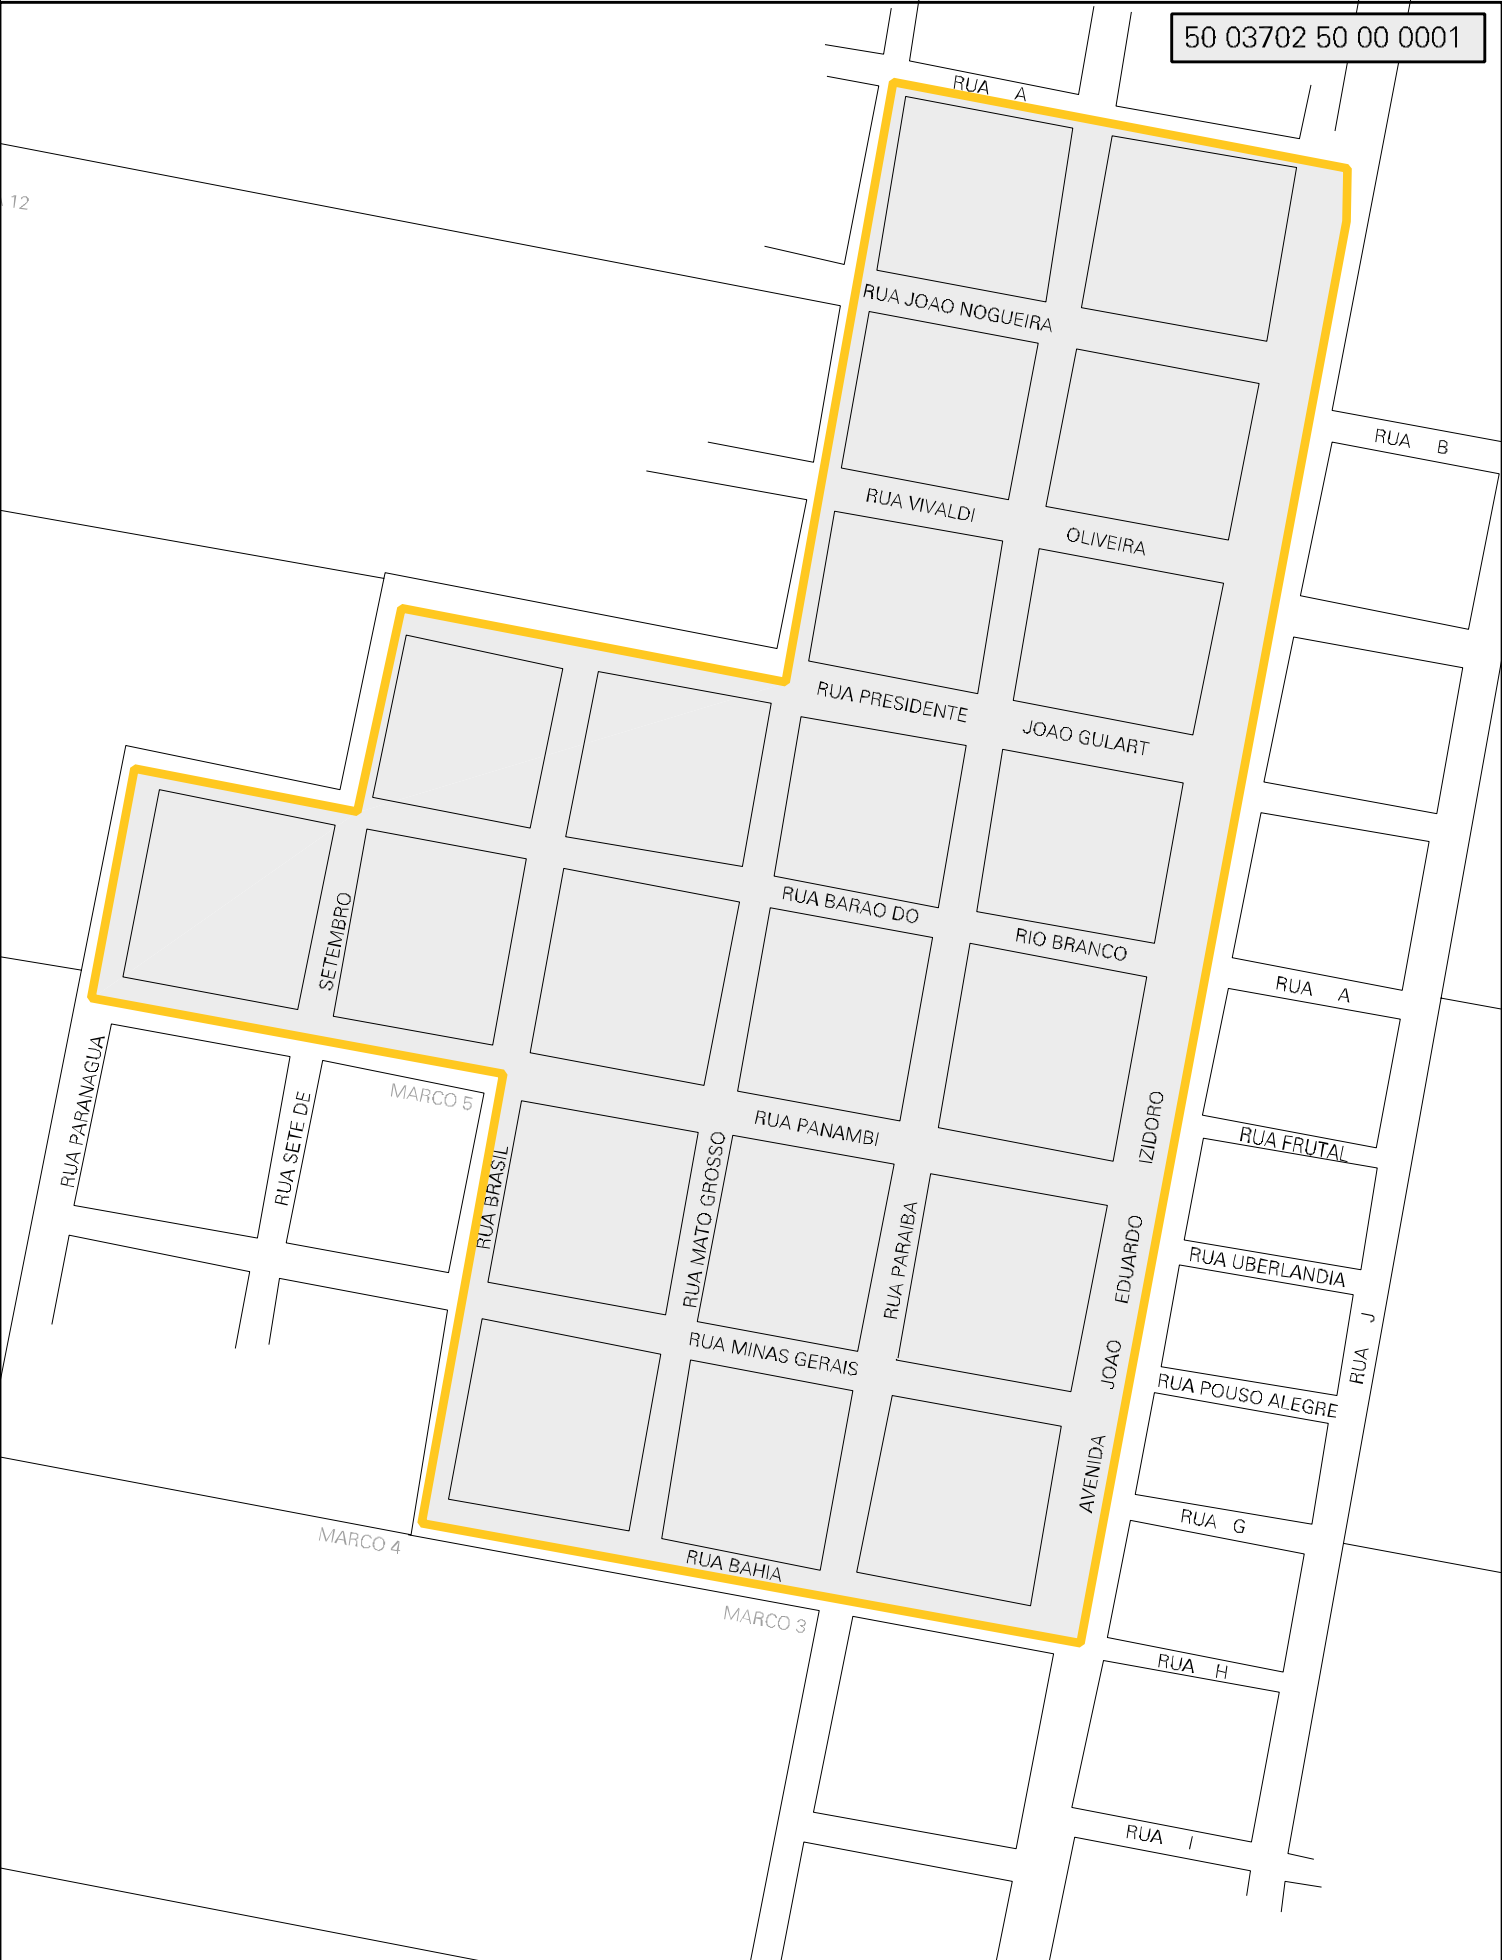 50 03702 50 00 0001
RUA A
12
RUA JOAO NOGUEIRA
RUA B
RUA VIVALDI
OLIVEIRA
RUA PRESIDENTE
JOAO GULART
RUA BARAO DO
RIO BRANCO
SETEMBRO
RUA A
RUA PARANAGUA
RUA SETE DE
MARCO 5
RUA BRASIL
RUA MATO GROSSO
RUA PANAMBI
RUA PARAIBA
IZIDORO
EDUARDO
JOAO
AVENIDA
RUA FRUTAL
RUA UBERLANDIA
RUA J
RUA MINAS GERAIS
RUA POUSO ALEGRE
RUA G
MARCO 4
RUA BAHIA
MARCO 3
RUA H
RUA I